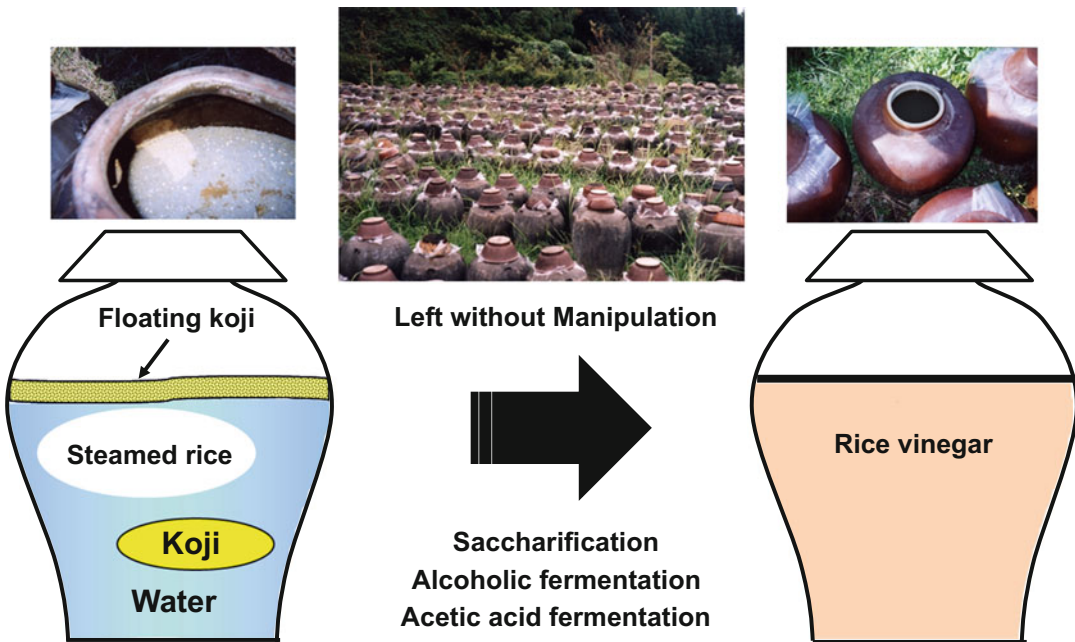 Floating koji
Steamed rice
Koji
Water
Left without Manipulation
Saccharification
Alcoholic fermentation
Acetic acid fermentation
Rice vinegar